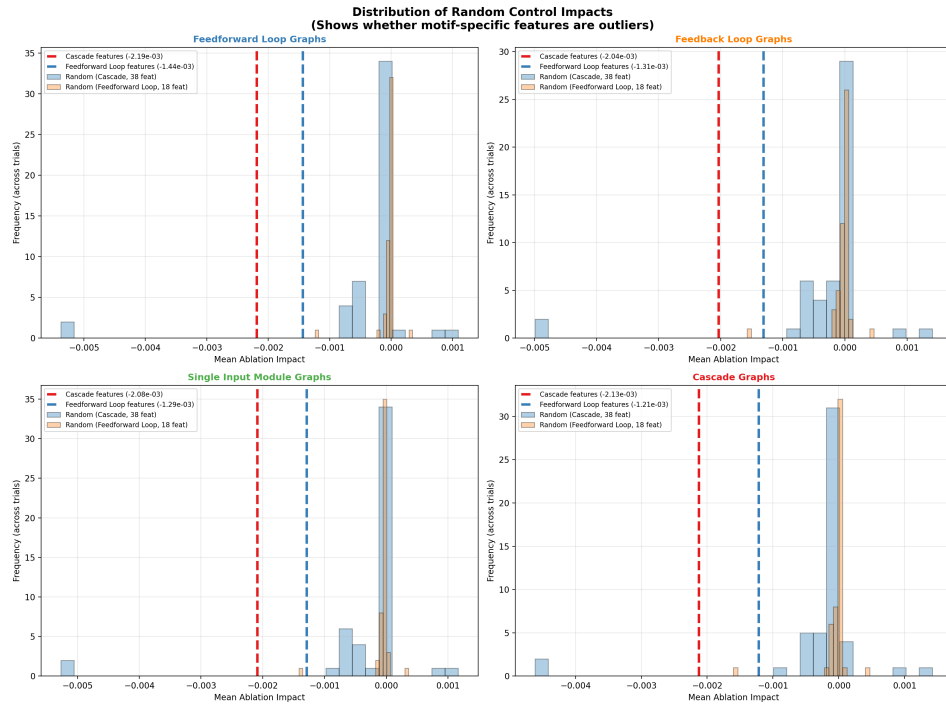 Distribution of Random Control Impacts
(Shows whether motif-specific features are outliers)
Feedforward Loop Graphs
Cascade features (-2.19e-03)
Feedforward Loop features (-1.44e-03)
Random (Cascade, 38 feat)
Random (Feedforward Loop, 18 feat)
Frequency (across trials)
35
30
25
20
15
10
5
0
−0.005 −0.004 −0.003 −0.002 −0.001 0.000 0.001
Mean Ablation Impact
Feedback Loop Graphs
Cascade features (-2.04e-03)
Feedforward Loop features (-1.31e-03)
Random (Cascade, 38 feat)
Random (Feedforward Loop, 18 feat)
Frequency (across trials)
30
25
20
15
10
5
0
−0.005 −0.004 −0.003 −0.002 −0.001 0.000 0.001
Mean Ablation Impact
Single Input Module Graphs
Cascade features (-2.08e-03)
Feedforward Loop features (-1.29e-03)
Random (Cascade, 38 feat)
Random (Feedforward Loop, 18 feat)
Frequency (across trials)
35
30
25
20
15
10
5
0
−0.005 −0.004 −0.003 −0.002 −0.001 0.000 0.001
Mean Ablation Impact
Cascade Graphs
Cascade features (-2.13e-03)
Feedforward Loop features (-1.21e-03)
Random (Cascade, 38 feat)
Random (Feedforward Loop, 18 feat)
Frequency (across trials)
30
25
20
15
10
5
0
−0.004 −0.003 −0.002 −0.001 0.000 0.001
Mean Ablation Impact